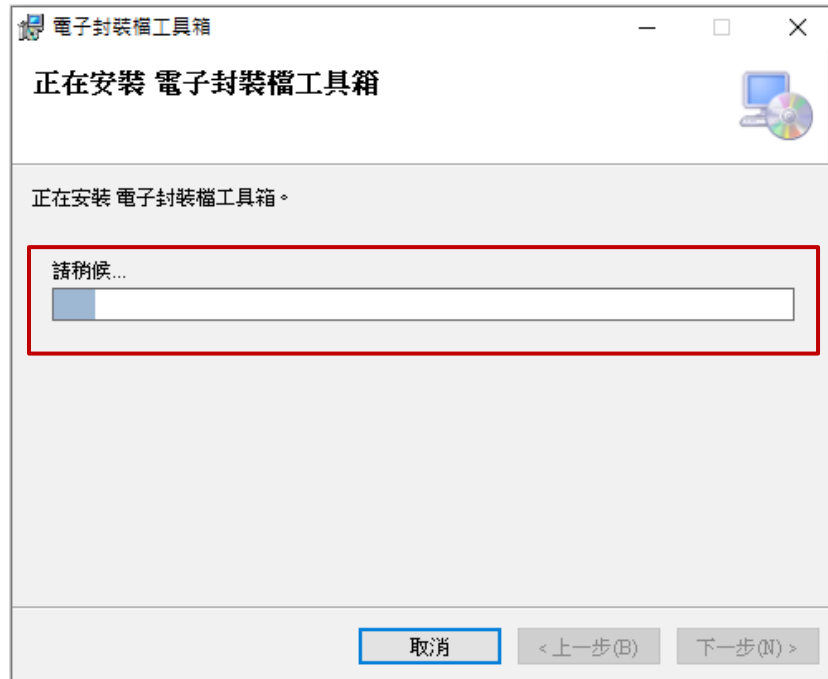 電子封裝檔工具箱
正在安裝 電子封裝檔工具箱
正在安裝 電子封裝檔工具箱。
請稍候...
取消
<上一步(B)
下一步(N) >